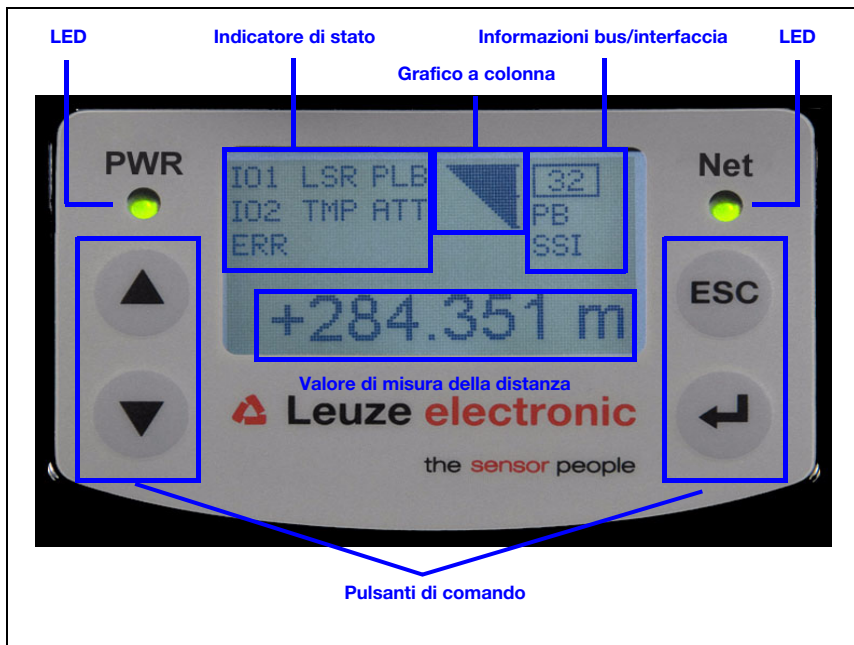 LED Indicatore di stato Informazioni bus/interfaccia LED
Grafico a colonna
PWR Net
IO1 LSR PLB 32
IO2 TMP ATT PB
ERR SSI
ESC
+284.351 m
Valore di misura della distanza
Leuze electronic
the sensor people
Pulsanti di comando